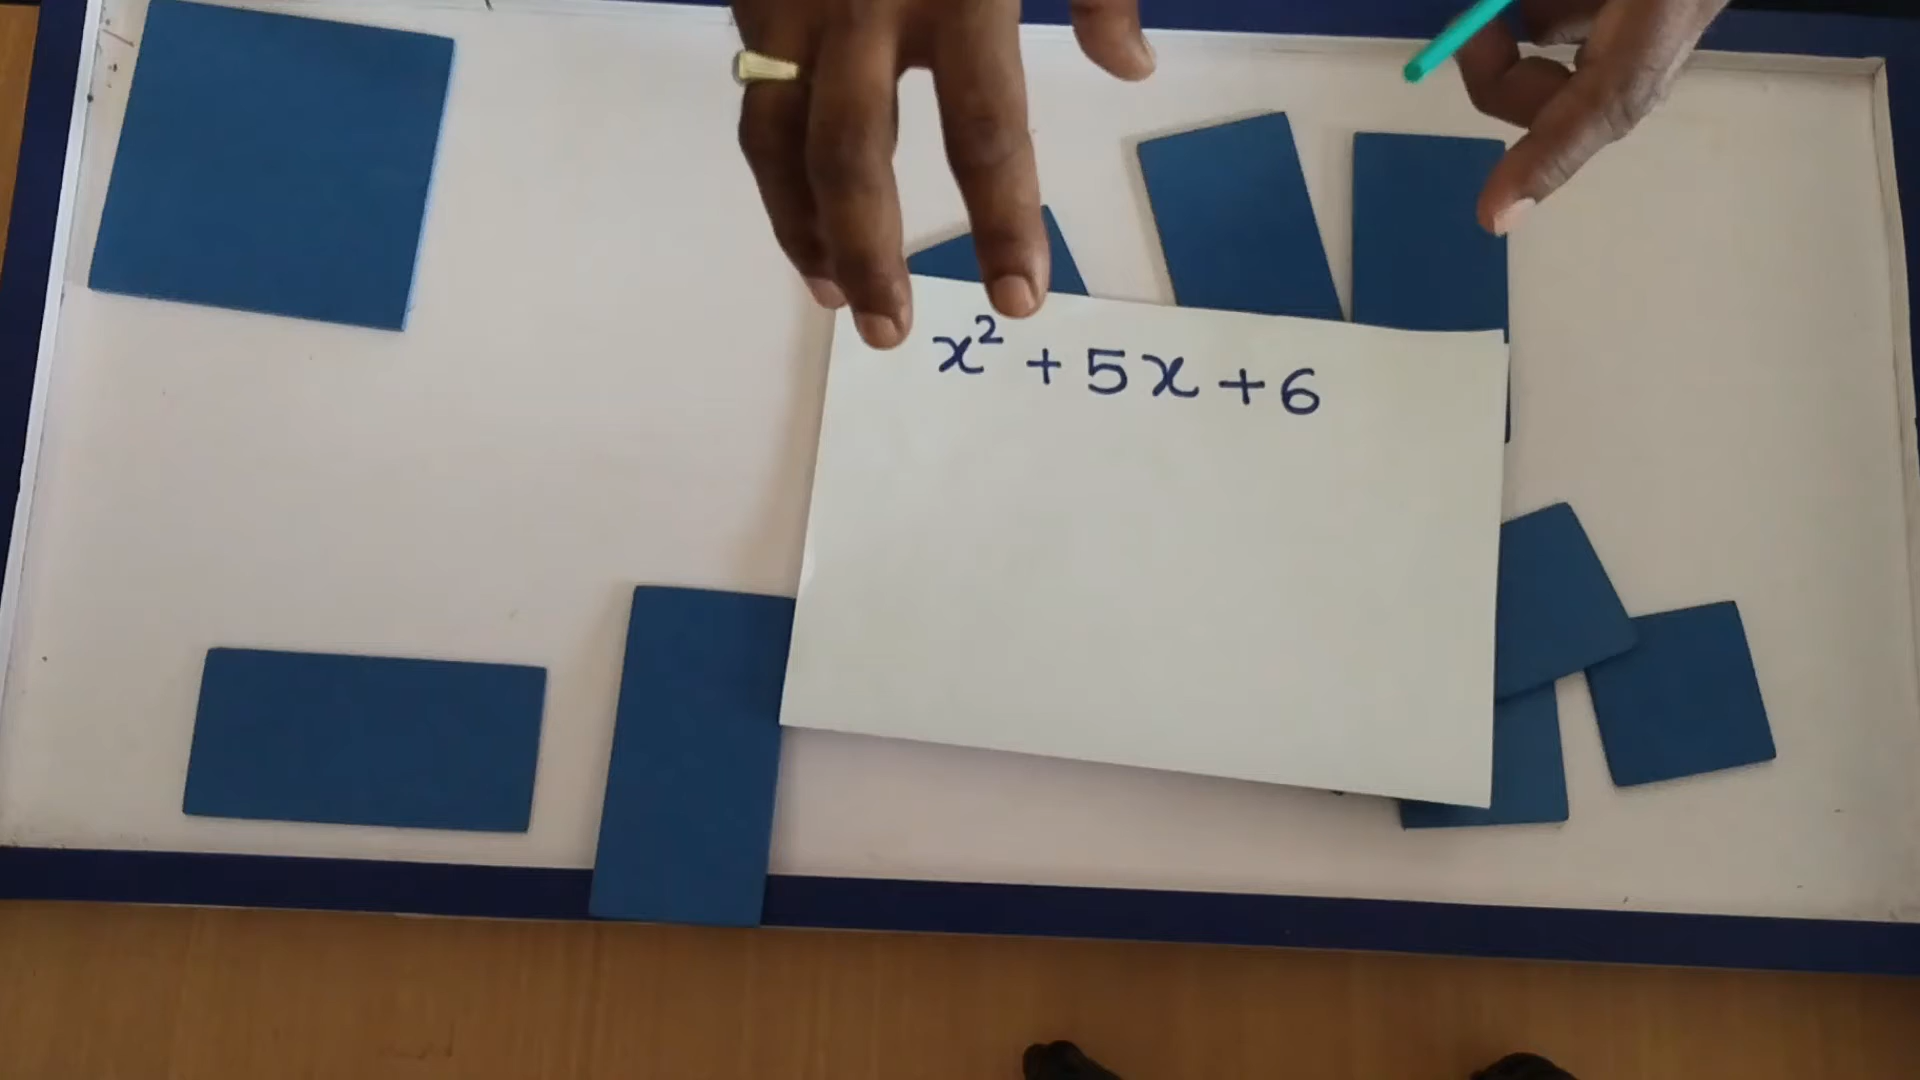 x² + 5x + 6